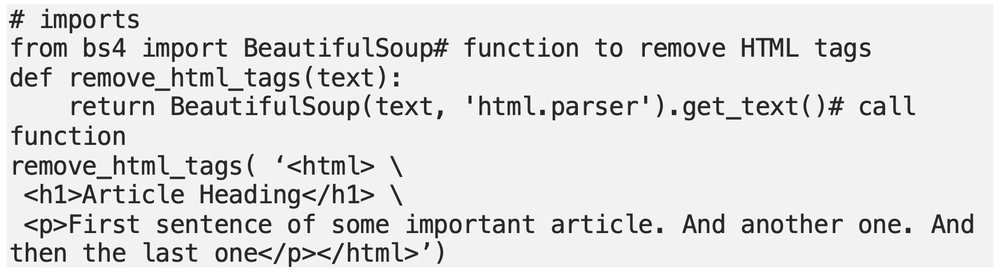 # imports
from bs4 import BeautifulSoup# function to remove HTML tags
def remove_html_tags(text):
    return BeautifulSoup(text, 'html.parser').get_text()# call
function
remove_html_tags( ‘<html> \
 <h1>Article Heading</h1> \
 <p>First sentence of some important article. And another one. And
then the last one</p></html>’)